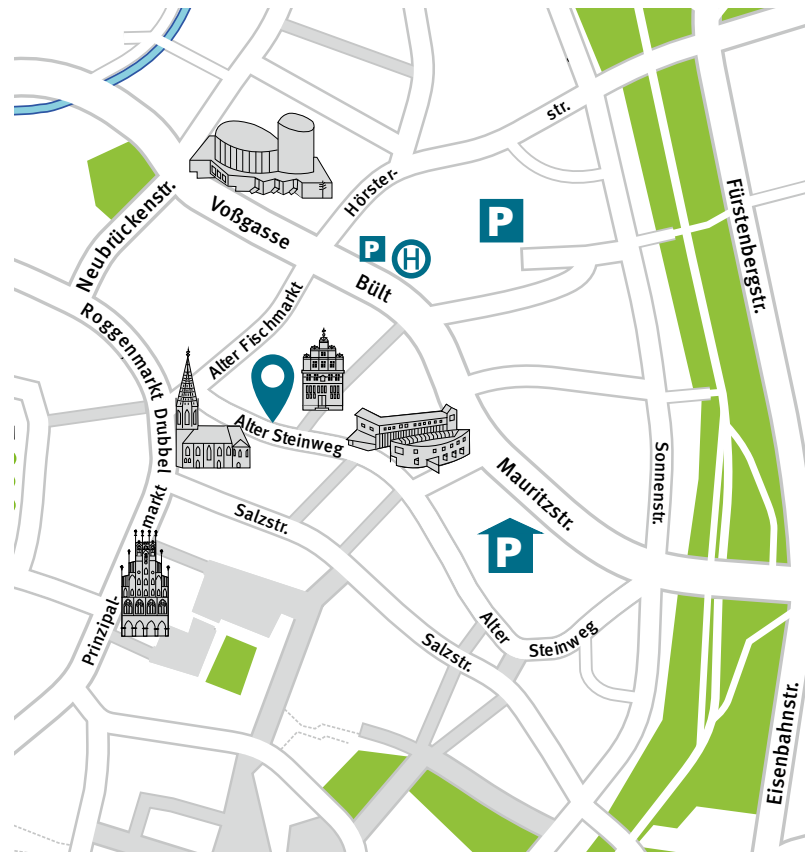 str.
Hörster-
Fürstenbergstr.
Neubrückenstr.
Voßgasse
P
P
H
Bült
Roggenmarkt
Alter Fischmarkt
Drubbel
Alter Steinweg
Mauritzstr.
Sonnenstr.
markt
Prinzipal-
Salzstr.
P
Alter
Steinweg
Salzstr.
Eisenbahnstr.